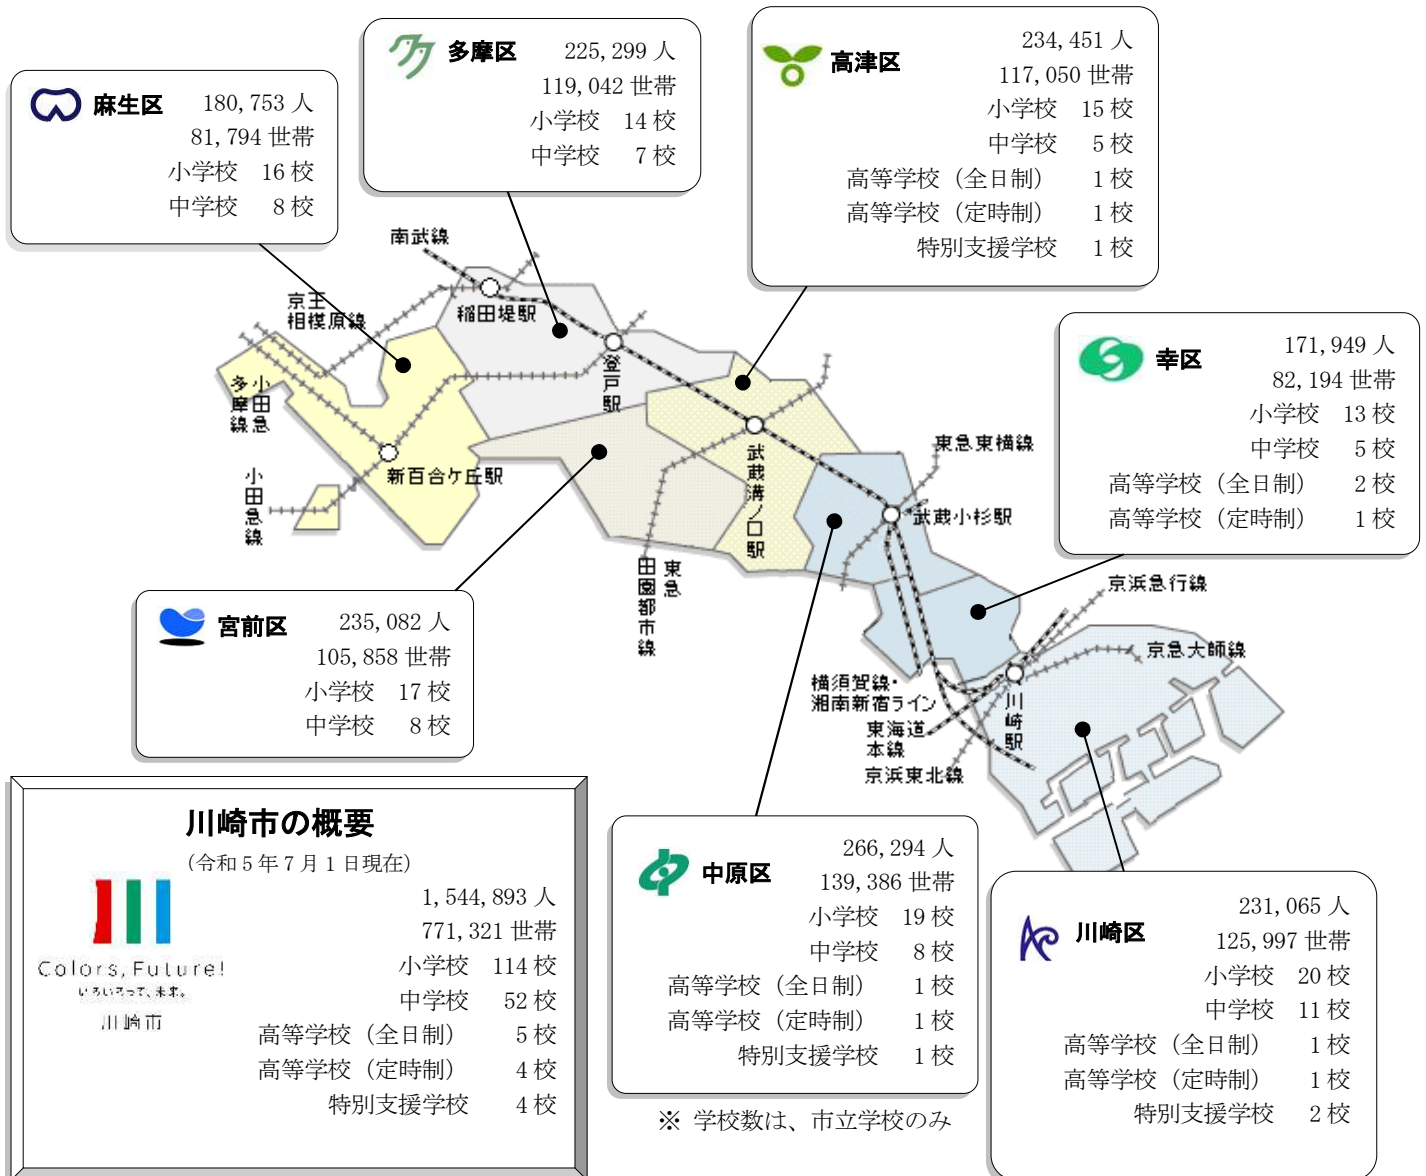 麻生区
180,753 人
81,794 世帯
小学校 16 校
中学校 8 校
多摩区
225,299 人
119,042 世帯
小学校 14 校
中学校 7 校
高津区
234,451 人
117,050 世帯
小学校 15 校
中学校 5 校
高等学校（全日制） 1 校
高等学校（定時制） 1 校
特別支援学校 1 校
幸区
171,949 人
82,194 世帯
小学校 13 校
中学校 5 校
高等学校（全日制） 2 校
高等学校（定時制） 1 校
南武線
京王
相模原線
稲田堤駅
登戸駅
小田急
多摩線
新百合ケ丘駅
小田急線
武蔵溝ノ口駅
東急東横線
武蔵小杉駅
東急
田園都市線
京浜急行線
京急大師線
横須賀線・
湘南新宿ライン
東海道
本線
京浜東北線
川崎駅
宮前区
235,082 人
105,858 世帯
小学校 17 校
中学校 8 校
川崎市の概要
（令和５年７月１日現在）
1,544,893 人
771,321 世帯
小学校 114 校
中学校 52 校
高等学校（全日制） 5 校
高等学校（定時制） 4 校
特別支援学校 4 校
Colors, Future!
いろいろって、未来。
川崎市
中原区
266,294 人
139,386 世帯
小学校 19 校
中学校 8 校
高等学校（全日制） 1 校
高等学校（定時制） 1 校
特別支援学校 1 校
※ 学校数は、市立学校のみ
川崎区
231,065 人
125,997 世帯
小学校 20 校
中学校 11 校
高等学校（全日制） 1 校
高等学校（定時制） 1 校
特別支援学校 2 校